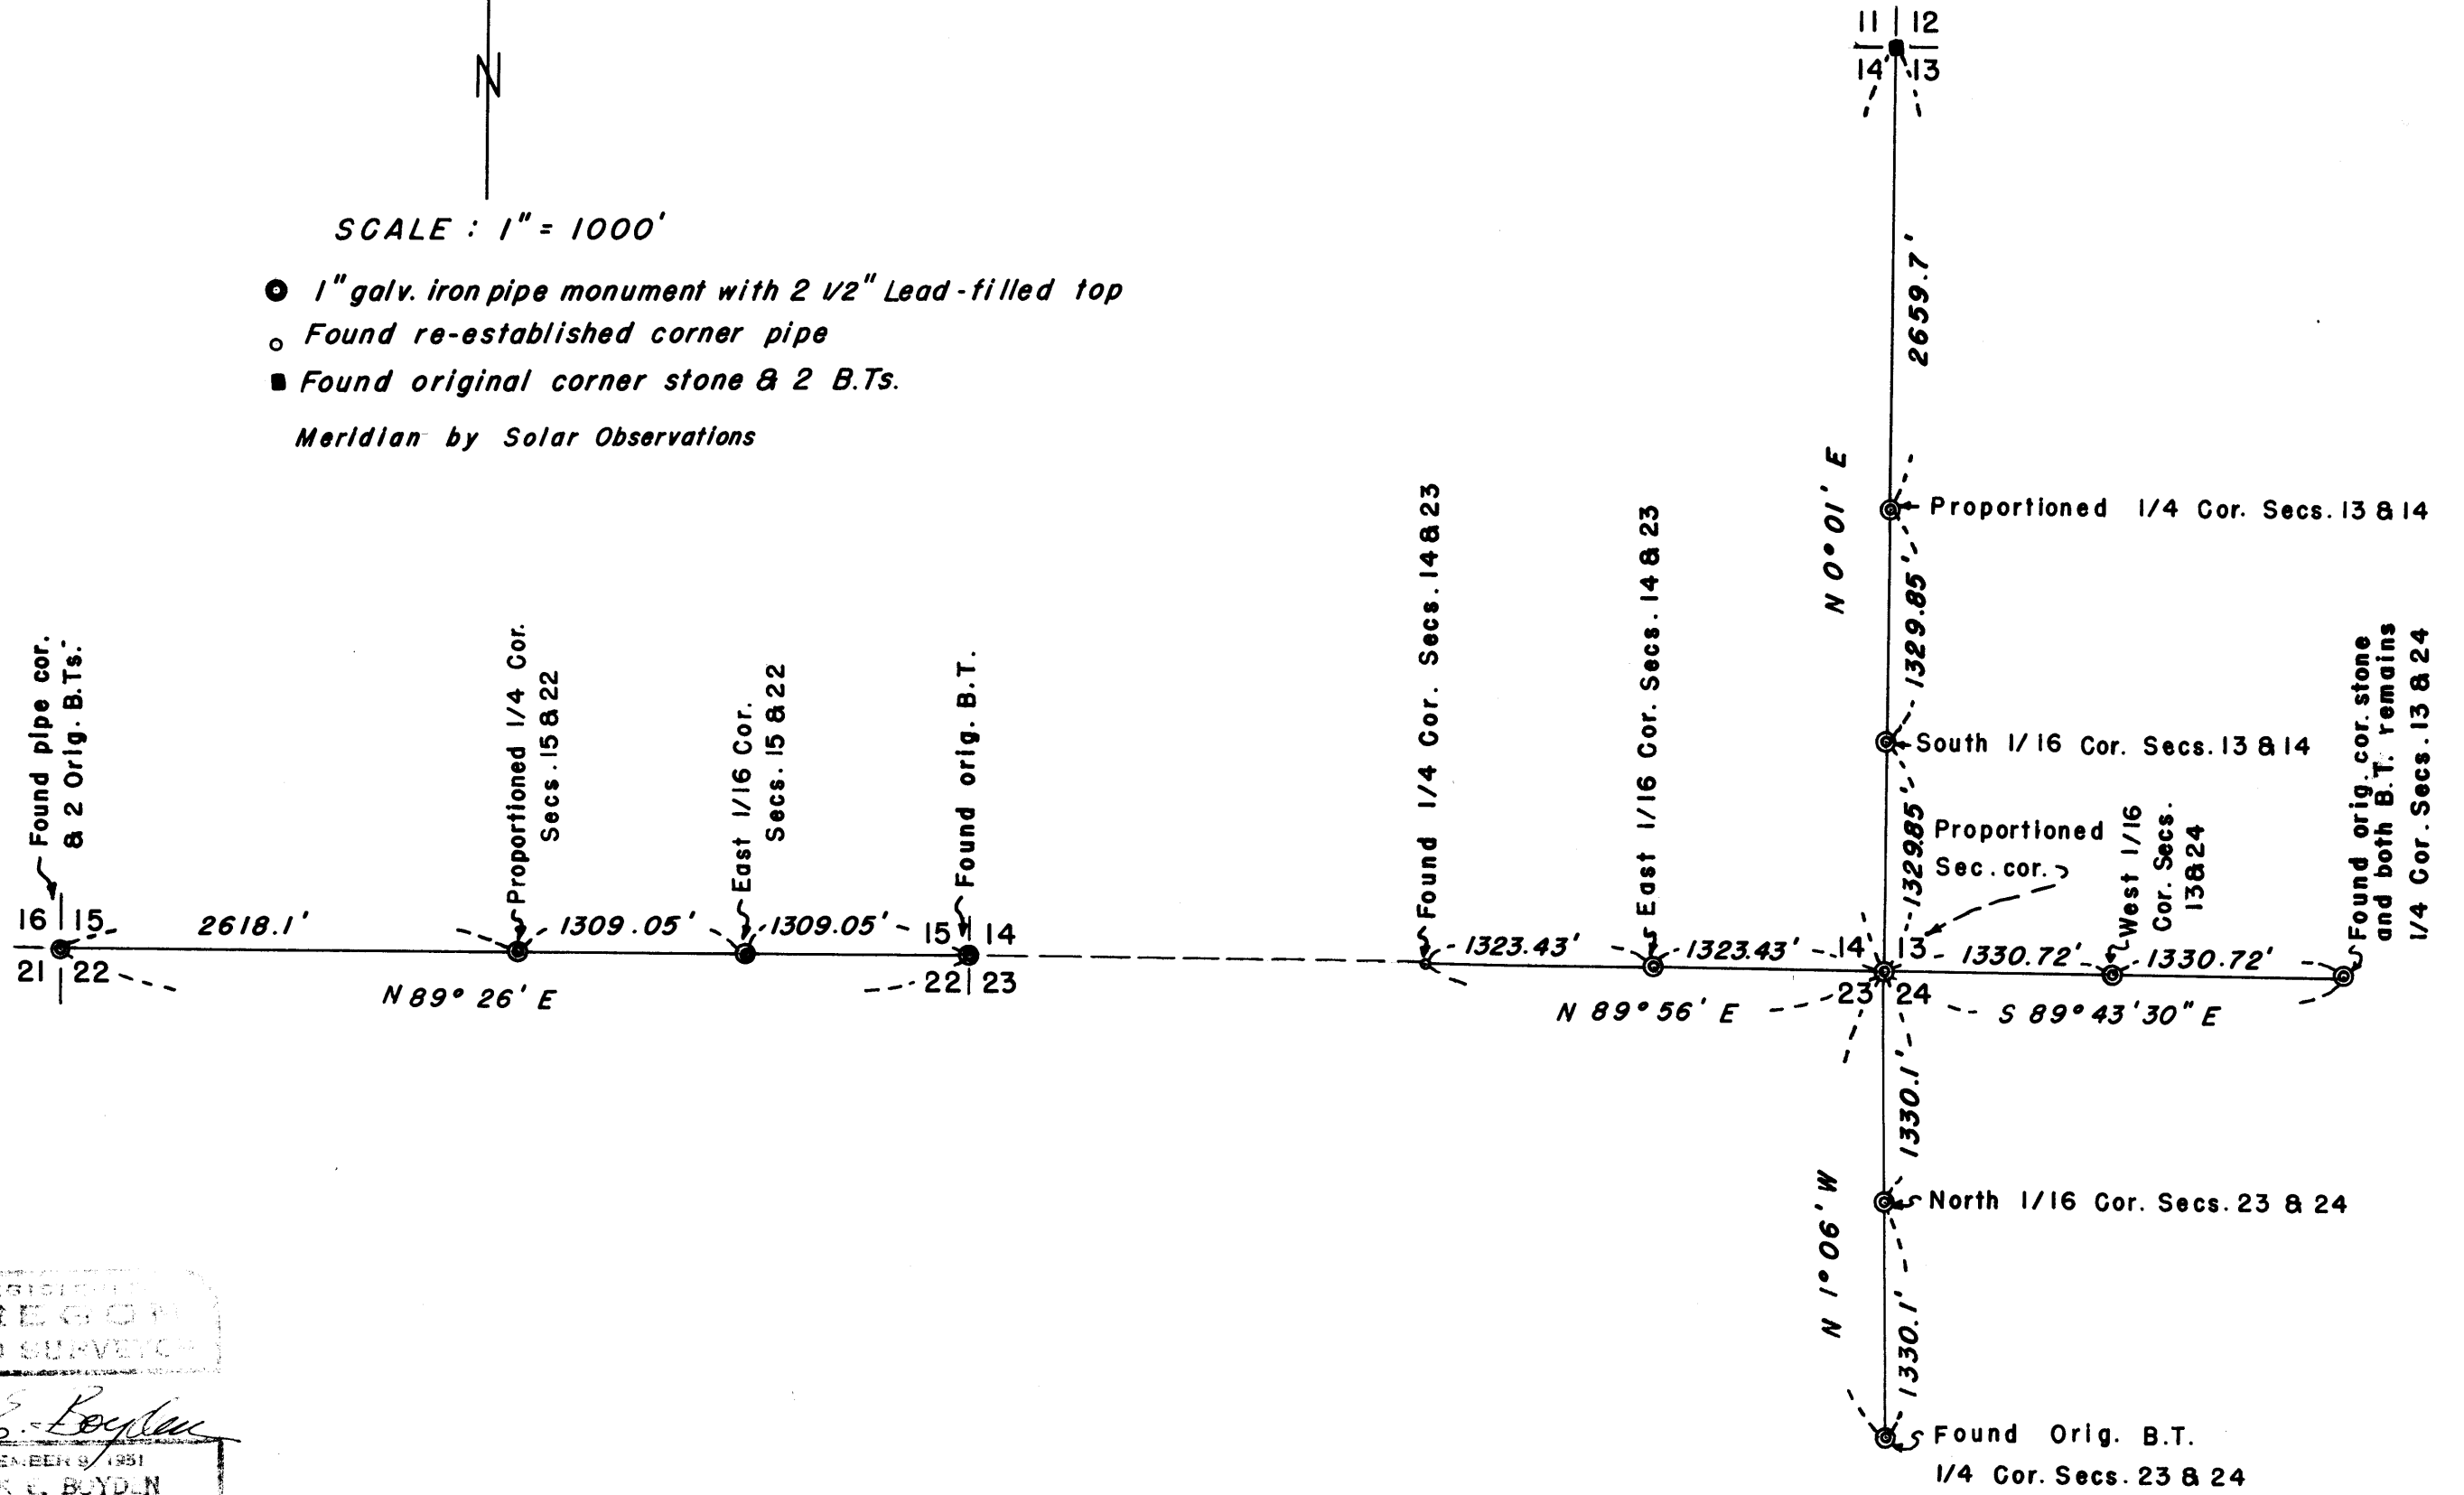 N
SCALE : 1" = 1000'
1" galv. iron pipe monument with 2 1/2" Lead-filled top
Found re-established corner pipe
Found original corner stone & 2 B.Ts.
Meridian by Solar Observations
11 12
14 13
2659.7'
N 0° 01' E
Proportioned 1/4 Cor. Secs. 13 & 14
1329.85'
South 1/16 Cor. Secs. 13 & 14
1329.85'
Proportioned
Sec. cor.
West 1/16
Cor. Secs.
13 & 24
Found orig. cor. stone
and both B.T. remains
1/4 Cor. Secs. 13 & 24
Found pipe cor.
& 2 Orig. B.Ts.
Proportioned 1/4 Cor.
Secs. 15 & 22
East 1/16 Cor.
Secs. 15 & 22
Found orig. B.T.
Found 1/4 Cor. Secs. 14 & 23
East 1/16 Cor. Secs. 14 & 23
16 15
21 22
2618.1'
1309.05'
1309.05'
15 14
22 23
N 89° 26' E
1323.43'
1323.43'
14 13
23 24
1330.72'
1330.72'
N 89° 56' E
S 89° 43' 30" E
1330.1'
North 1/16 Cor. Secs. 23 & 24
N 1° 06' W
1330.1'
Found Orig. B.T.
1/4 Cor. Secs. 23 & 24
EGON
SURVEYO
Boyden
EMBER 9, 1951
E. BOYDEN